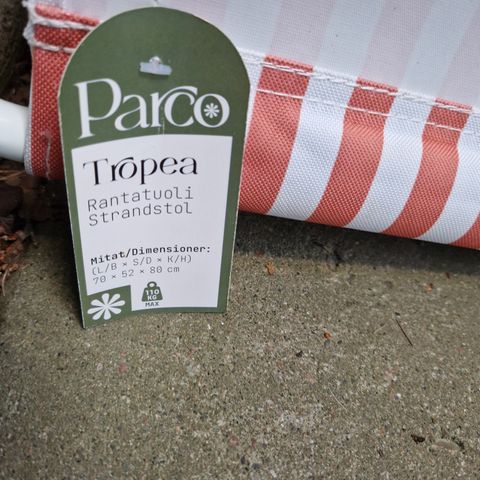 Parco
Tropea
Rantatuoli
Strandstol
Mitat/Dimensioner:
(L/B × S/D × K/H)
70 × 52 × 80 cm
110
KG
MAX